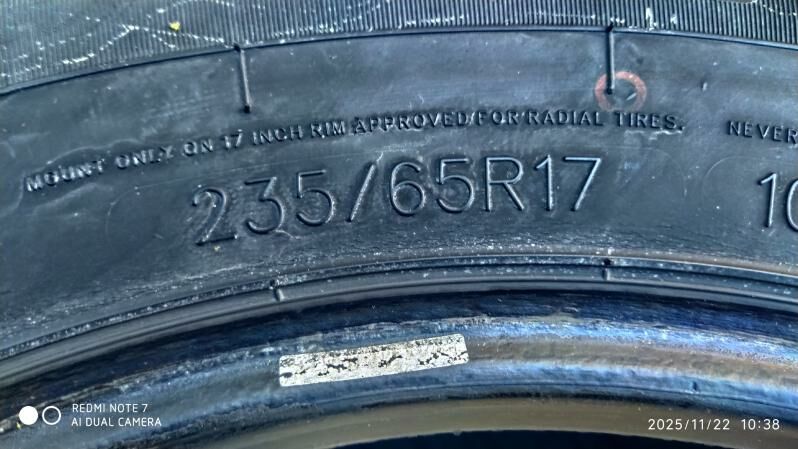 MOUNT ONLY ON 17 INCH RIM APPROVED FOR RADIAL TIRES.
NEVER
235/65R17
10
REDMI NOTE 7
AI DUAL CAMERA
2025/11/22 10:38